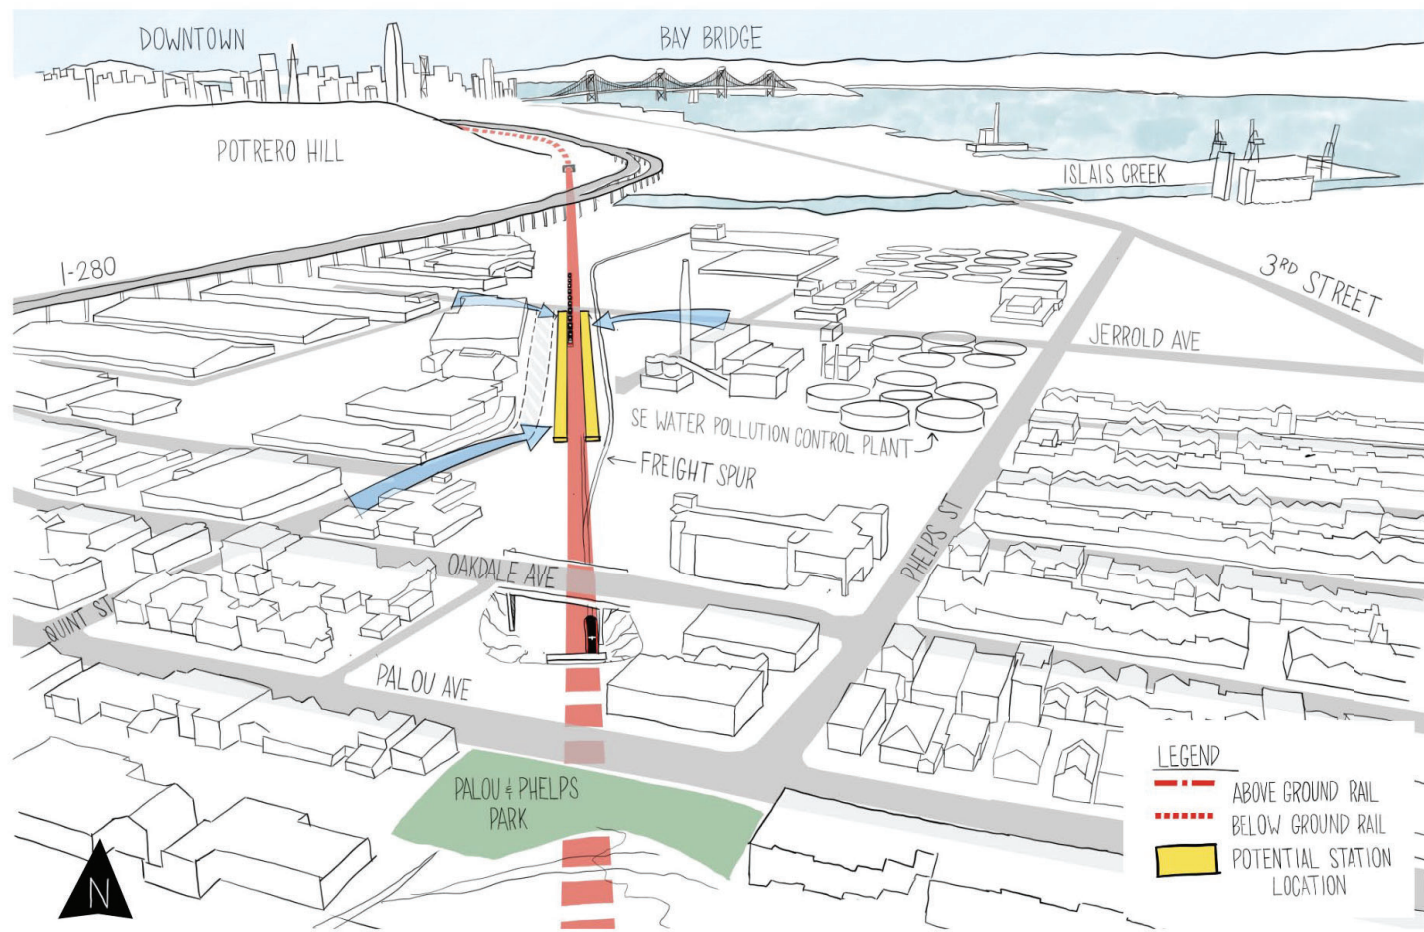 DOWNTOWN
BAY BRIDGE
POTRERO HILL
ISLAIS CREEK
I-280
3RD STREET
JERROLD AVE
SE WATER POLLUTION CONTROL PLANT
FREIGHT SPUR
PHELPS ST
OAKDALE AVE
QUINT ST
PALOU AVE
PALOU & PHELPS
PARK
LEGEND
ABOVE GROUND RAIL
BELOW GROUND RAIL
POTENTIAL STATION
LOCATION
N